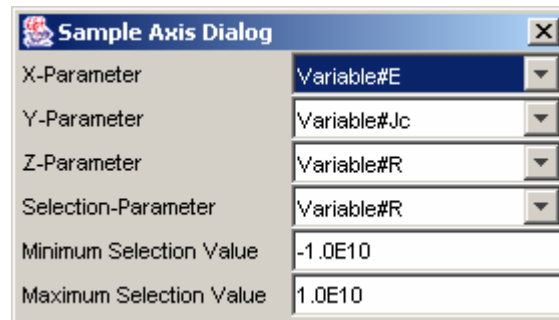 Sample Axis Dialog
X-Parameter Variable#E
Y-Parameter Variable#Jc
Z-Parameter Variable#R
Selection-Parameter Variable#R
Minimum Selection Value -1.0E10
Maximum Selection Value 1.0E10